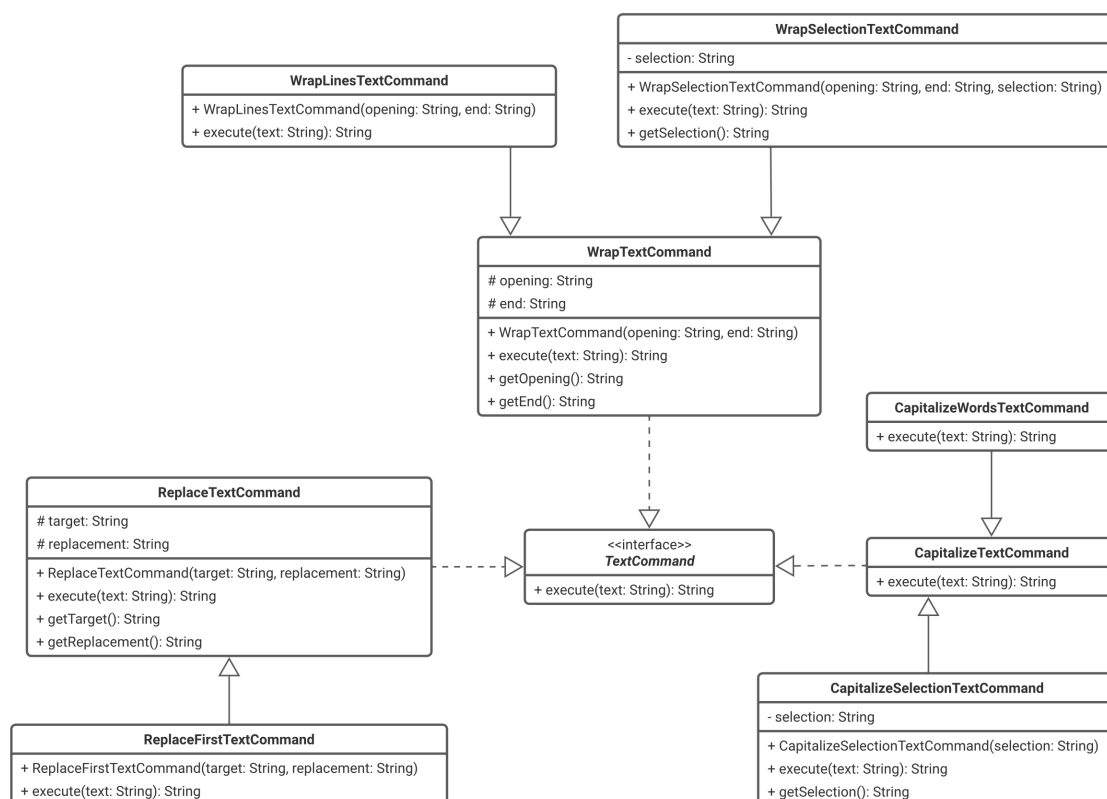 WrapSelectionTextCommand
- selection: String
+ WrapSelectionTextCommand(opening: String, end: String, selection: String)
+ execute(text: String): String
+ getSelection(): String
WrapLinesTextCommand
+ WrapLinesTextCommand(opening: String, end: String)
+ execute(text: String): String
WrapTextCommand
# opening: String
# end: String
+ WrapTextCommand(opening: String, end: String)
+ execute(text: String): String
+ getOpening(): String
+ getEnd(): String
CapitalizeWordsTextCommand
+ execute(text: String): String
ReplaceTextCommand
# target: String
# replacement: String
+ ReplaceTextCommand(target: String, replacement: String)
+ execute(text: String): String
+ getTarget(): String
+ getReplacement(): String
<<interface>>
TextCommand
+ execute(text: String): String
CapitalizeTextCommand
+ execute(text: String): String
CapitalizeSelectionTextCommand
- selection: String
+ CapitalizeSelectionTextCommand(selection: String)
+ execute(text: String): String
+ getSelection(): String
ReplaceFirstTextCommand
+ ReplaceFirstTextCommand(target: String, replacement: String)
+ execute(text: String): String